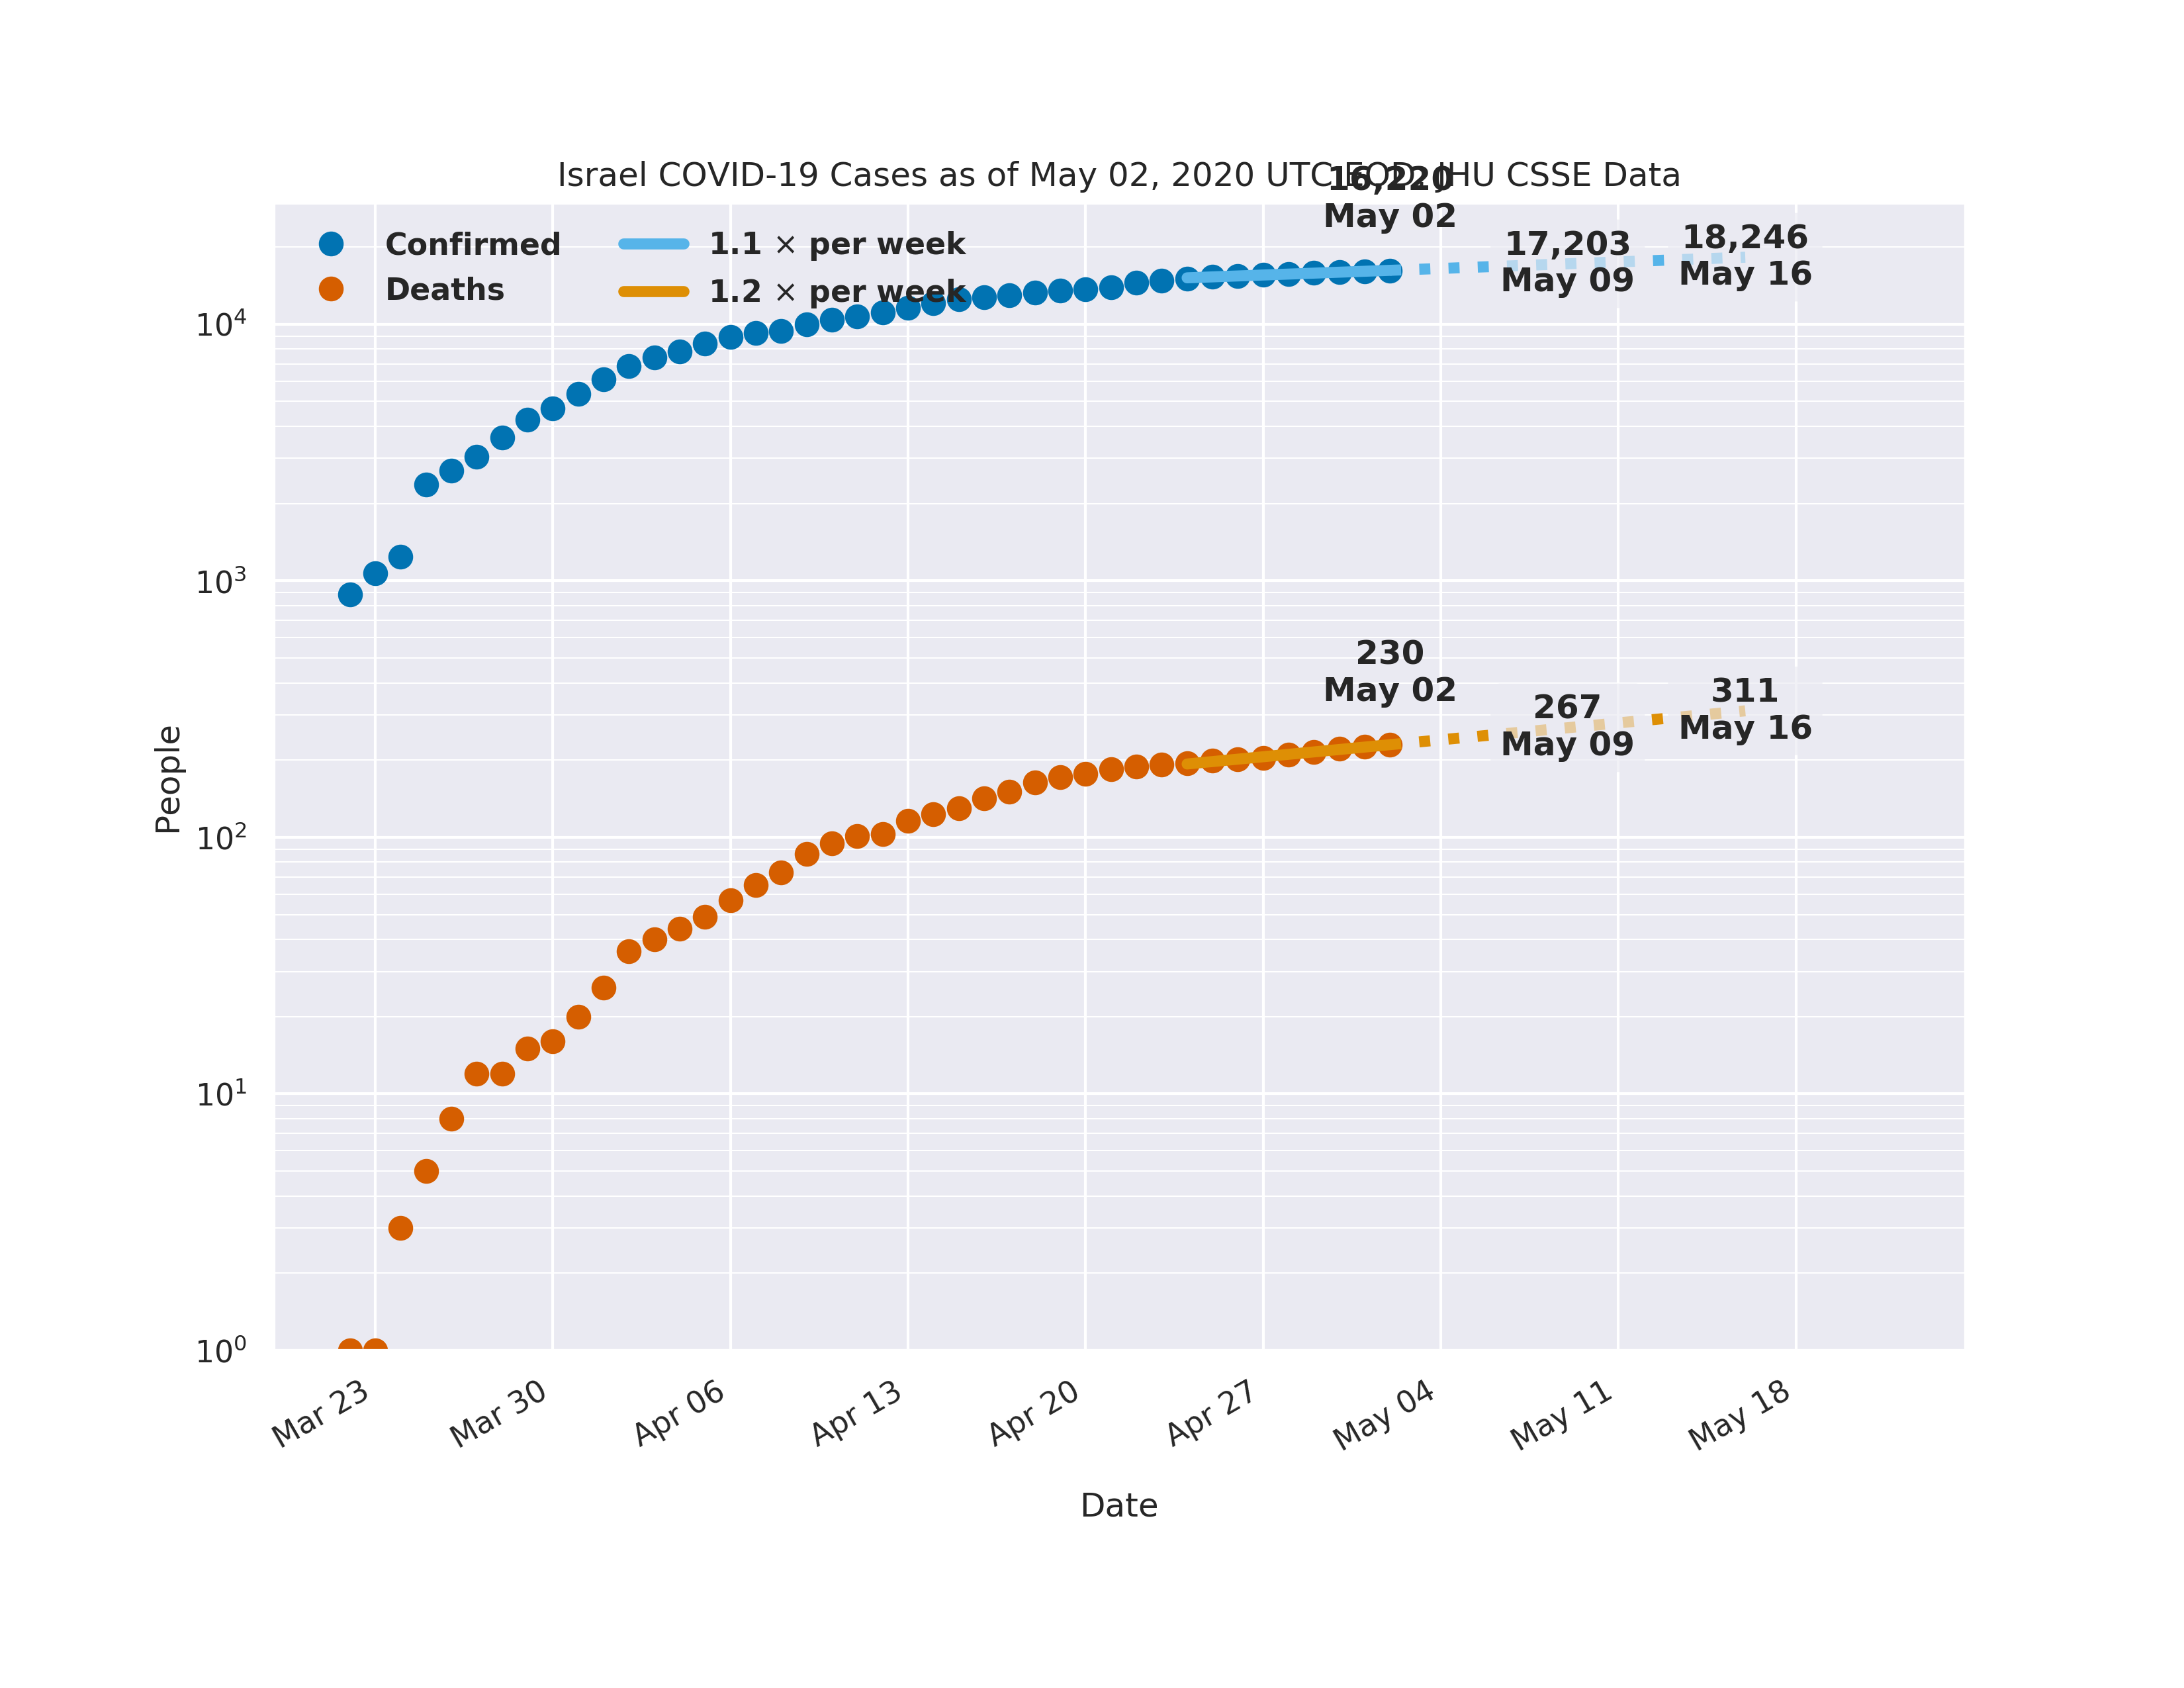 Israel COVID-19 Cases as of May 02, 2020 UTC EOD. JHU CSSE Data
16,220
May 02
17,203
May 09
18,246
May 16
Confirmed
Deaths
1.1 × per week
1.2 × per week
230
May 02
267
May 09
311
May 16
People
10⁴
10³
10²
10¹
10⁰
Mar 23
Mar 30
Apr 06
Apr 13
Apr 20
Apr 27
May 04
May 11
May 18
Date